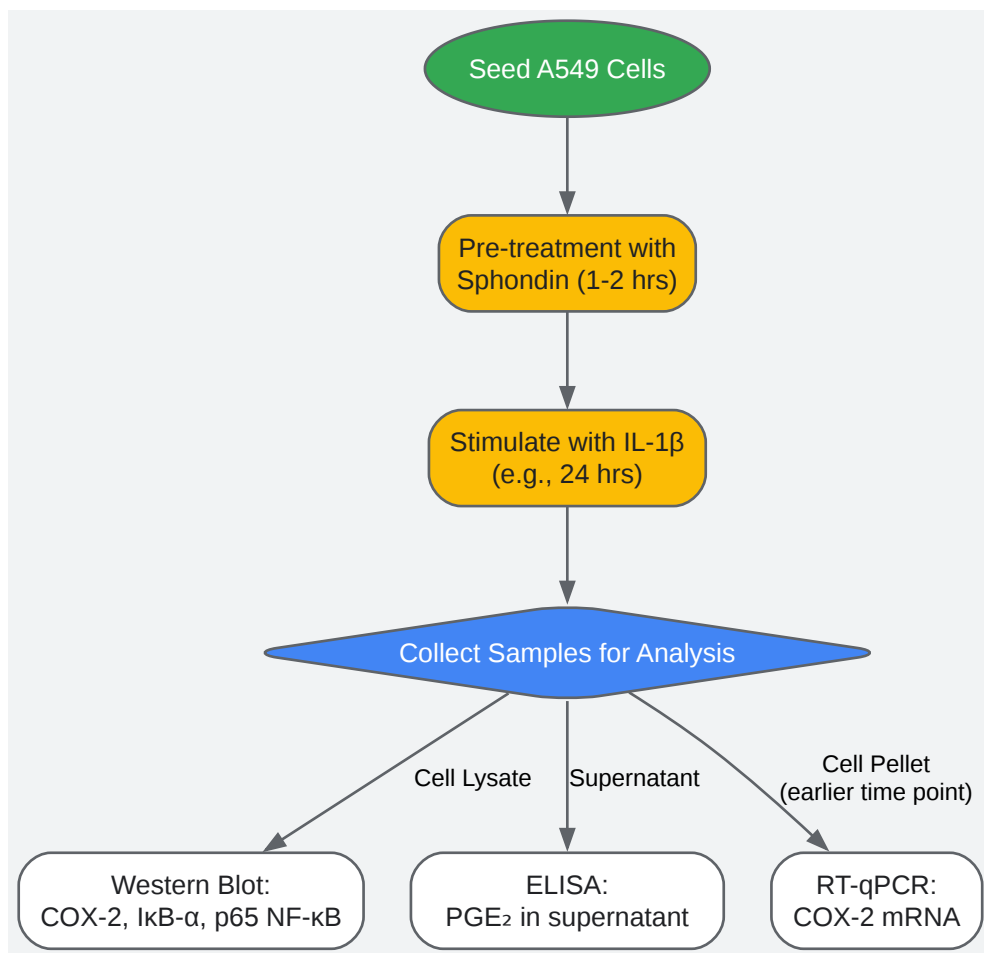 Seed A549 Cells
Pre-treatment with
Sphondin (1-2 hrs)
Stimulate with IL-1β
(e.g., 24 hrs)
Collect Samples for Analysis
Cell Lysate
Supernatant
Cell Pellet
(earlier time point)
Western Blot:
COX-2, IκB-α, p65 NF-κB
ELISA:
PGE₂ in supernatant
RT-qPCR:
COX-2 mRNA